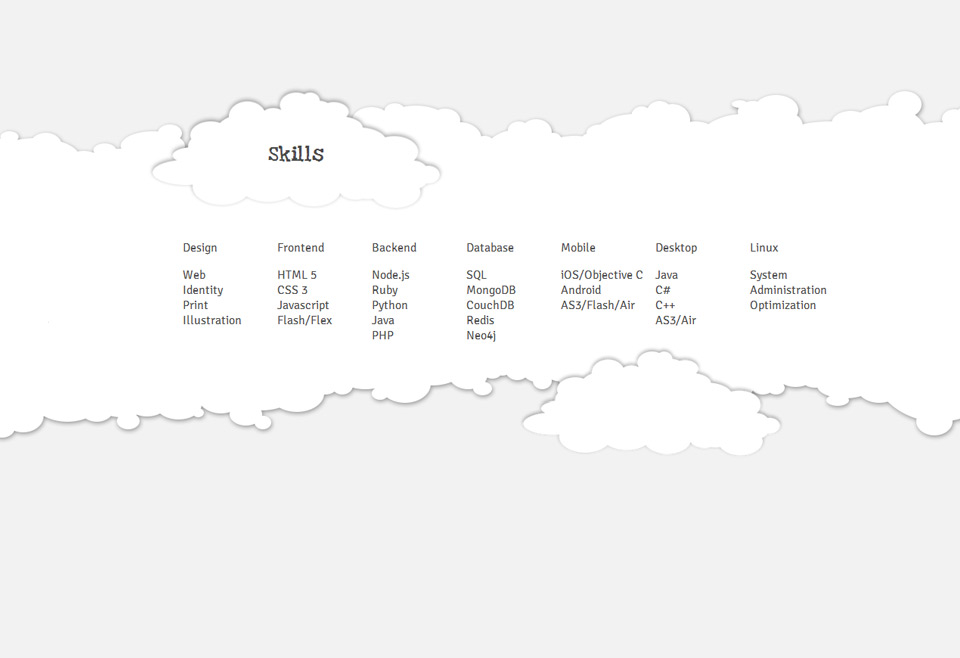 Skills
Design
Web
Identity
Print
Illustration
Frontend
HTML 5
CSS 3
Javascript
Flash/Flex
Backend
Node.js
Ruby
Python
Java
PHP
Database
SQL
MongoDB
CouchDB
Redis
Neo4j
Mobile
iOS/Objective C
Android
AS3/Flash/Air
Desktop
Java
C#
C++
AS3/Air
Linux
System
Administration
Optimization